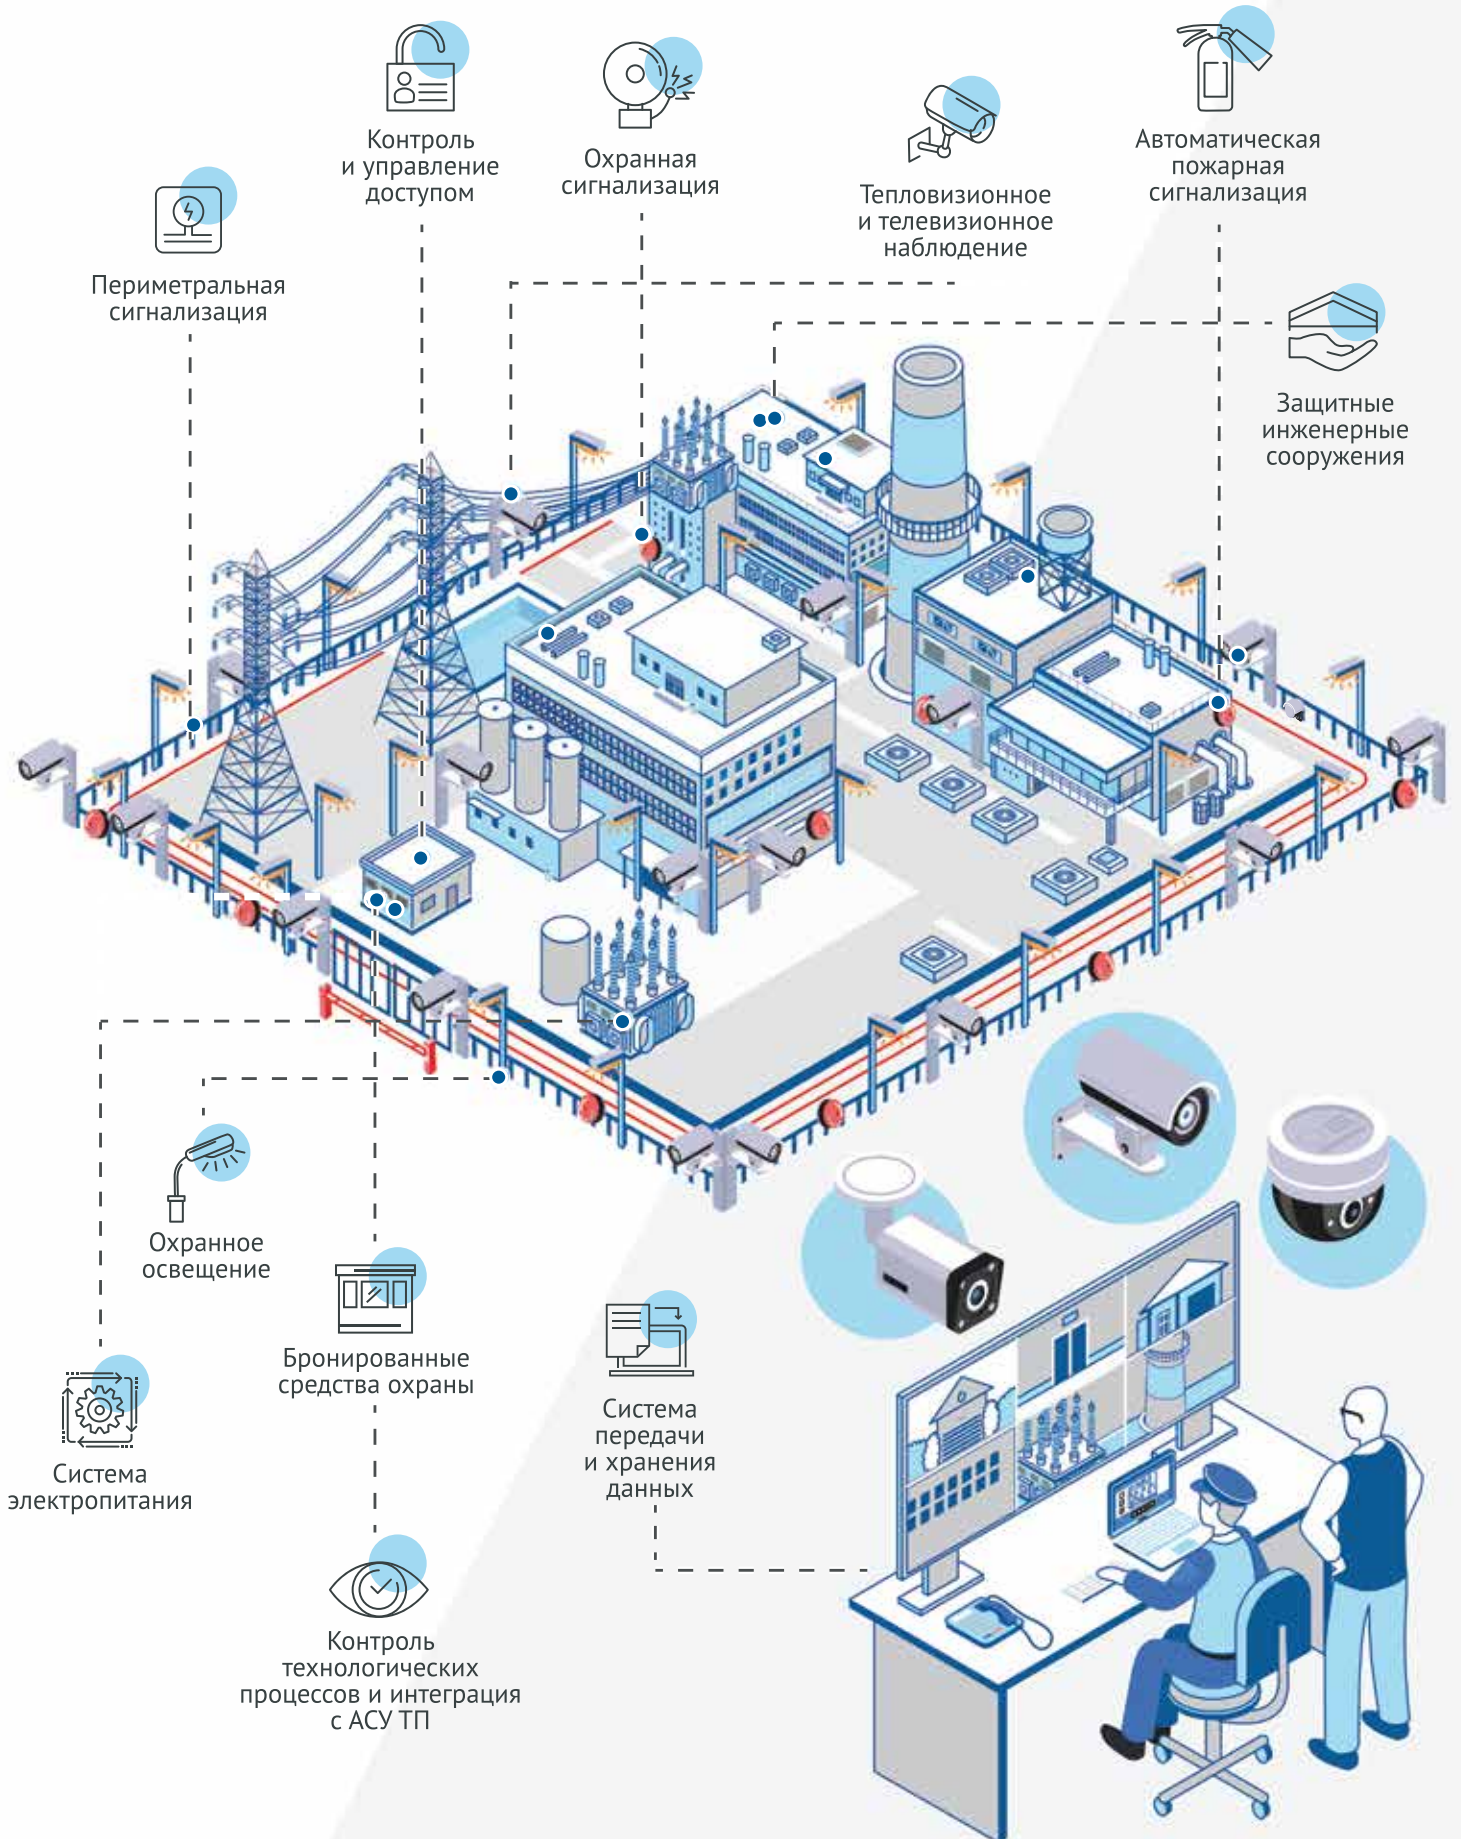 Контроль
и управление
доступом
Охранная
сигнализация
Тепловизионное
и телевизионное
наблюдение
Автоматическая
пожарная
сигнализация
Периметральная
сигнализация
Защитные
инженерные
сооружения
Охранное
освещение
Бронированные
средства охраны
Система
передачи
и хранения
данных
Система
электропитания
Контроль
технологических
процессов и интеграция
с АСУ ТП